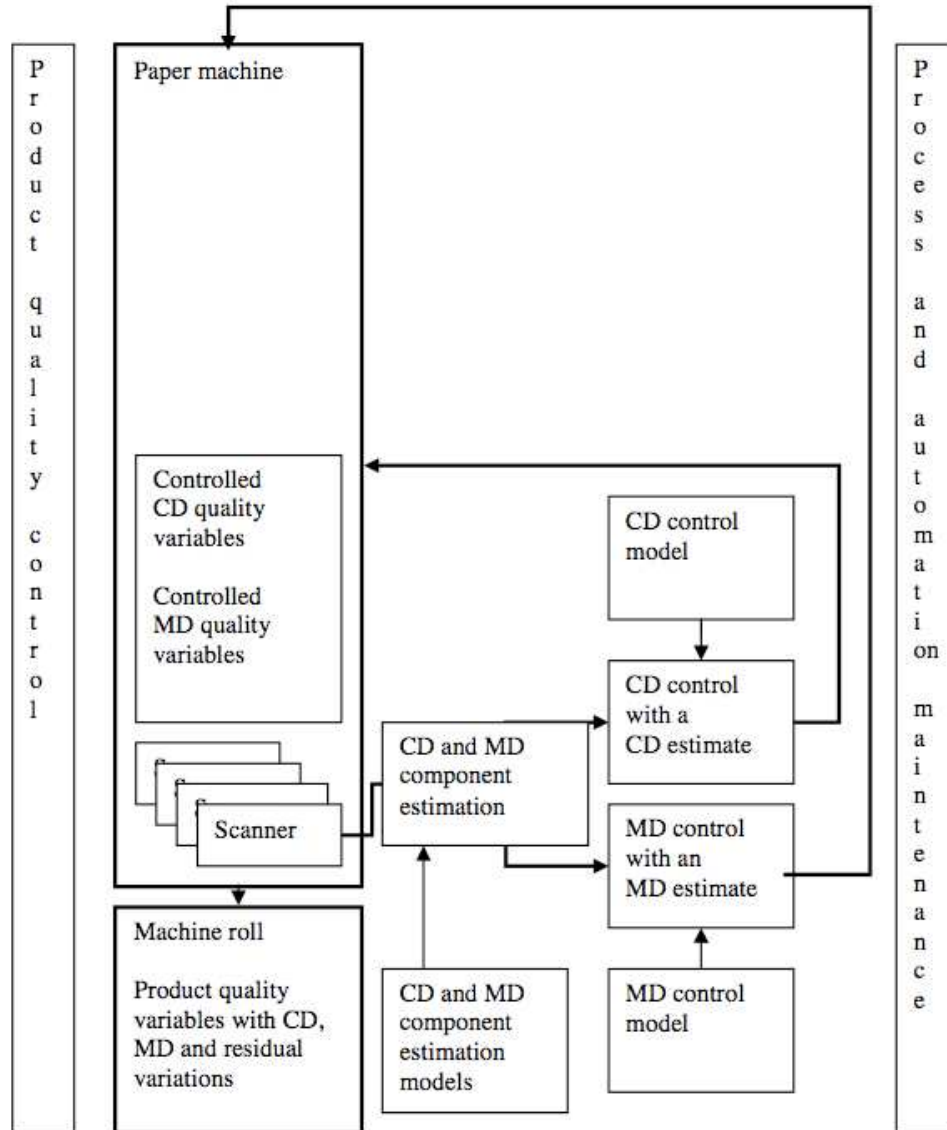 Product quality control
Paper machine
Controlled
CD quality
variables
Controlled
MD quality
variables
S
S
S
Scanner
Machine roll
Product quality
variables with CD,
MD and residual
variations
CD and MD
component
estimation
CD and MD
component
estimation
models
CD control
model
CD control
with a
CD estimate
MD control
with an
MD estimate
MD control
model
Process and automation maintenance